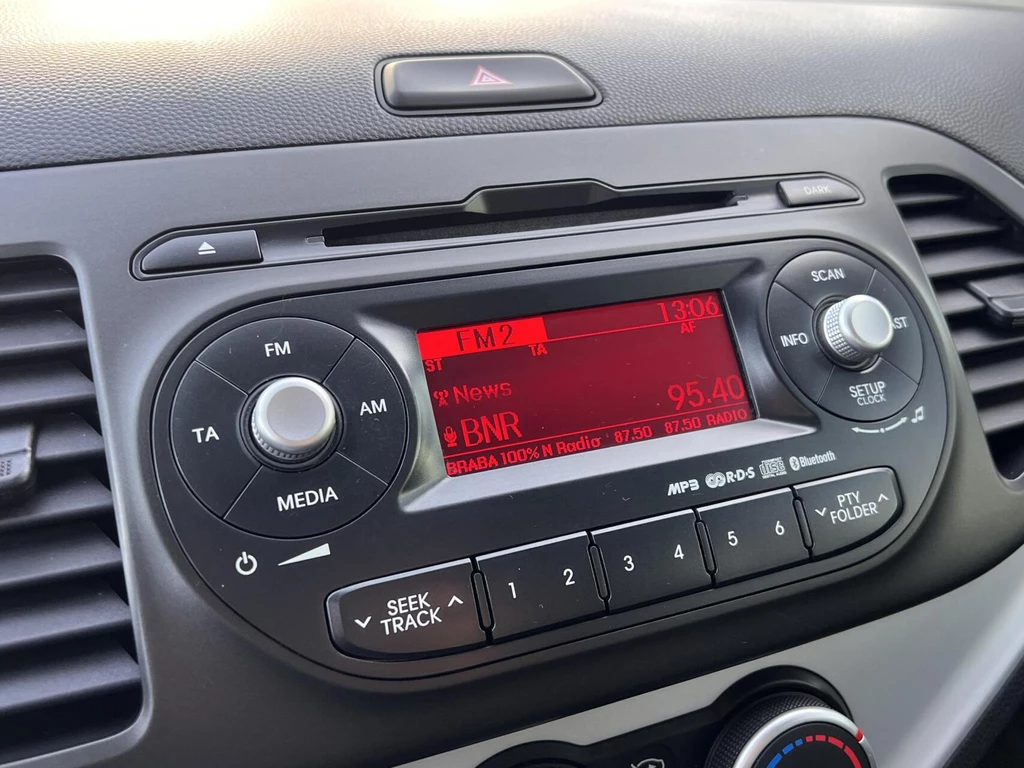 DARK
FM
AM
TA
MEDIA
FM2
13:06
ST
TA
AF
News
95.40
BNR
BRABA 100% N Radio 87.50 87.50 RADIO
SCAN
INFO
AST
SETUP
CLOCK
MP3 R·D·S disc Bluetooth
SEEK
TRACK
1 2
3 4
5 6
PTY
FOLDER